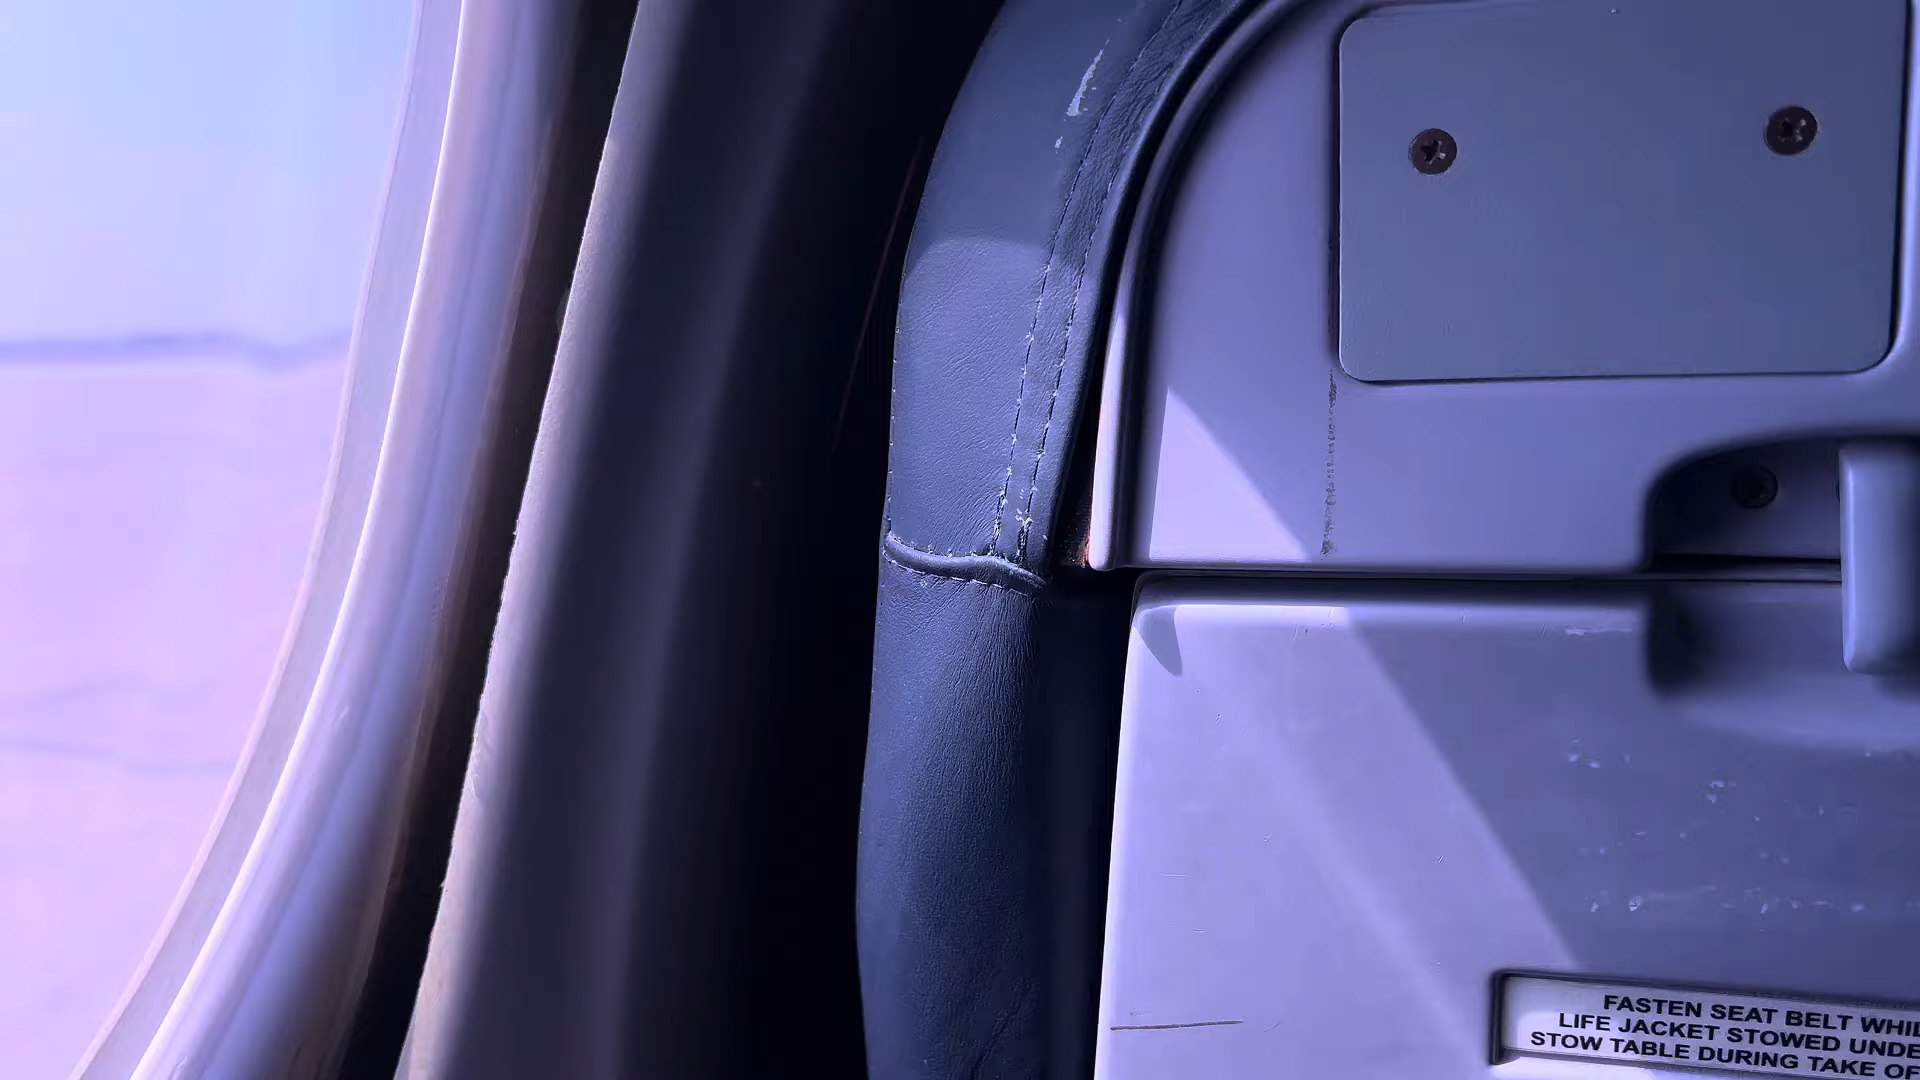 FASTEN SEAT BELT WHIL
LIFE JACKET STOWED UNDE
STOW TABLE DURING TAKE OF